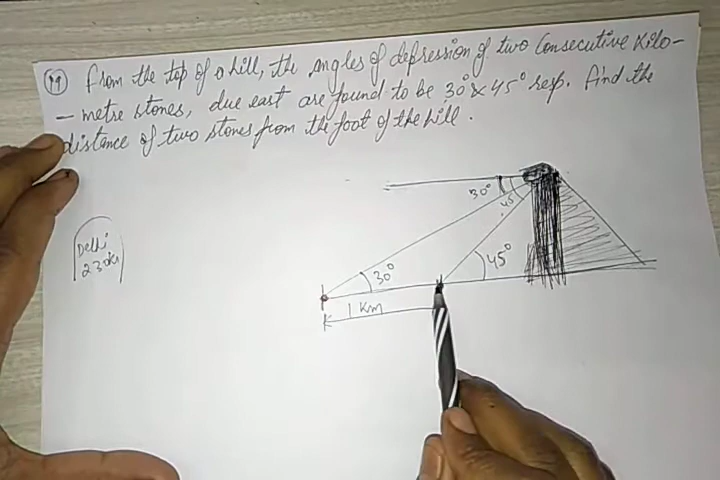 (19) from the top of a hill, the angles of depression of two Consecutive Kilo-
- metre stones, due east are found to be 30° & 45° resp. find the
distance of two stones from the foot of the hill.
30°
45
Delhi
30°
45°
1 Km